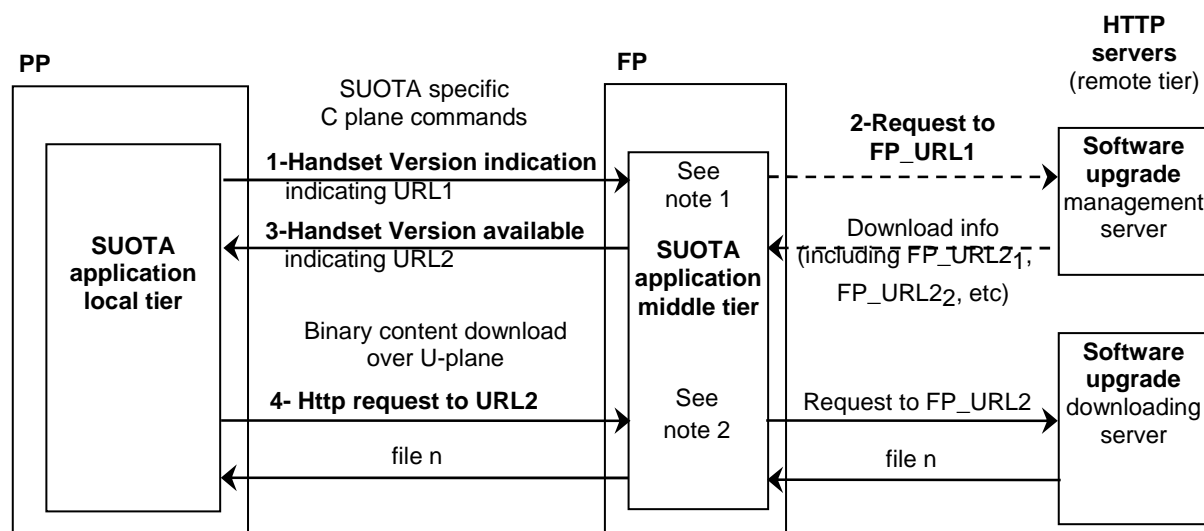 HTTP
servers
(remote tier)
PP
FP
SUOTA specific
C plane commands
2-Request to
FP_URL1
1-Handset Version indication
indicating URL1
See
note 1
Software
upgrade
management
server
3-Handset Version available
indicating URL2
Download info
(including FP_URL2₁,
FP_URL2₂, etc)
SUOTA
application
local tier
SUOTA
application
middle tier
Binary content download
over U-plane
Software
upgrade
downloading
server
4- Http request to URL2
See
note 2
Request to FP_URL2
file n
file n